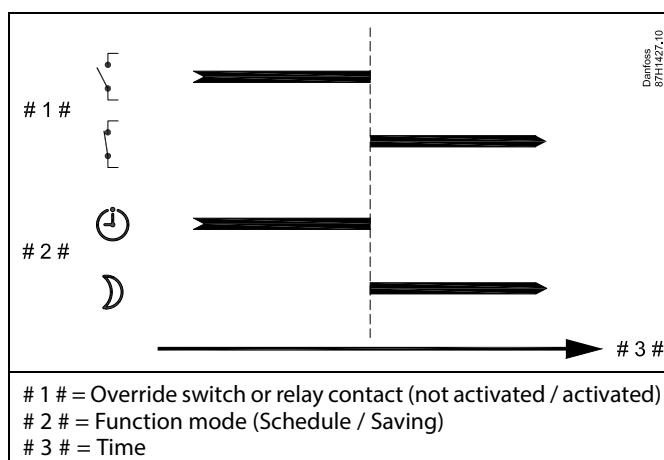 Danfoss
87H1427.10
# 1 #
# 2 #
# 3 #
# 1 # = Override switch or relay contact (not activated / activated)
# 2 # = Function mode (Schedule / Saving)
# 3 # = Time